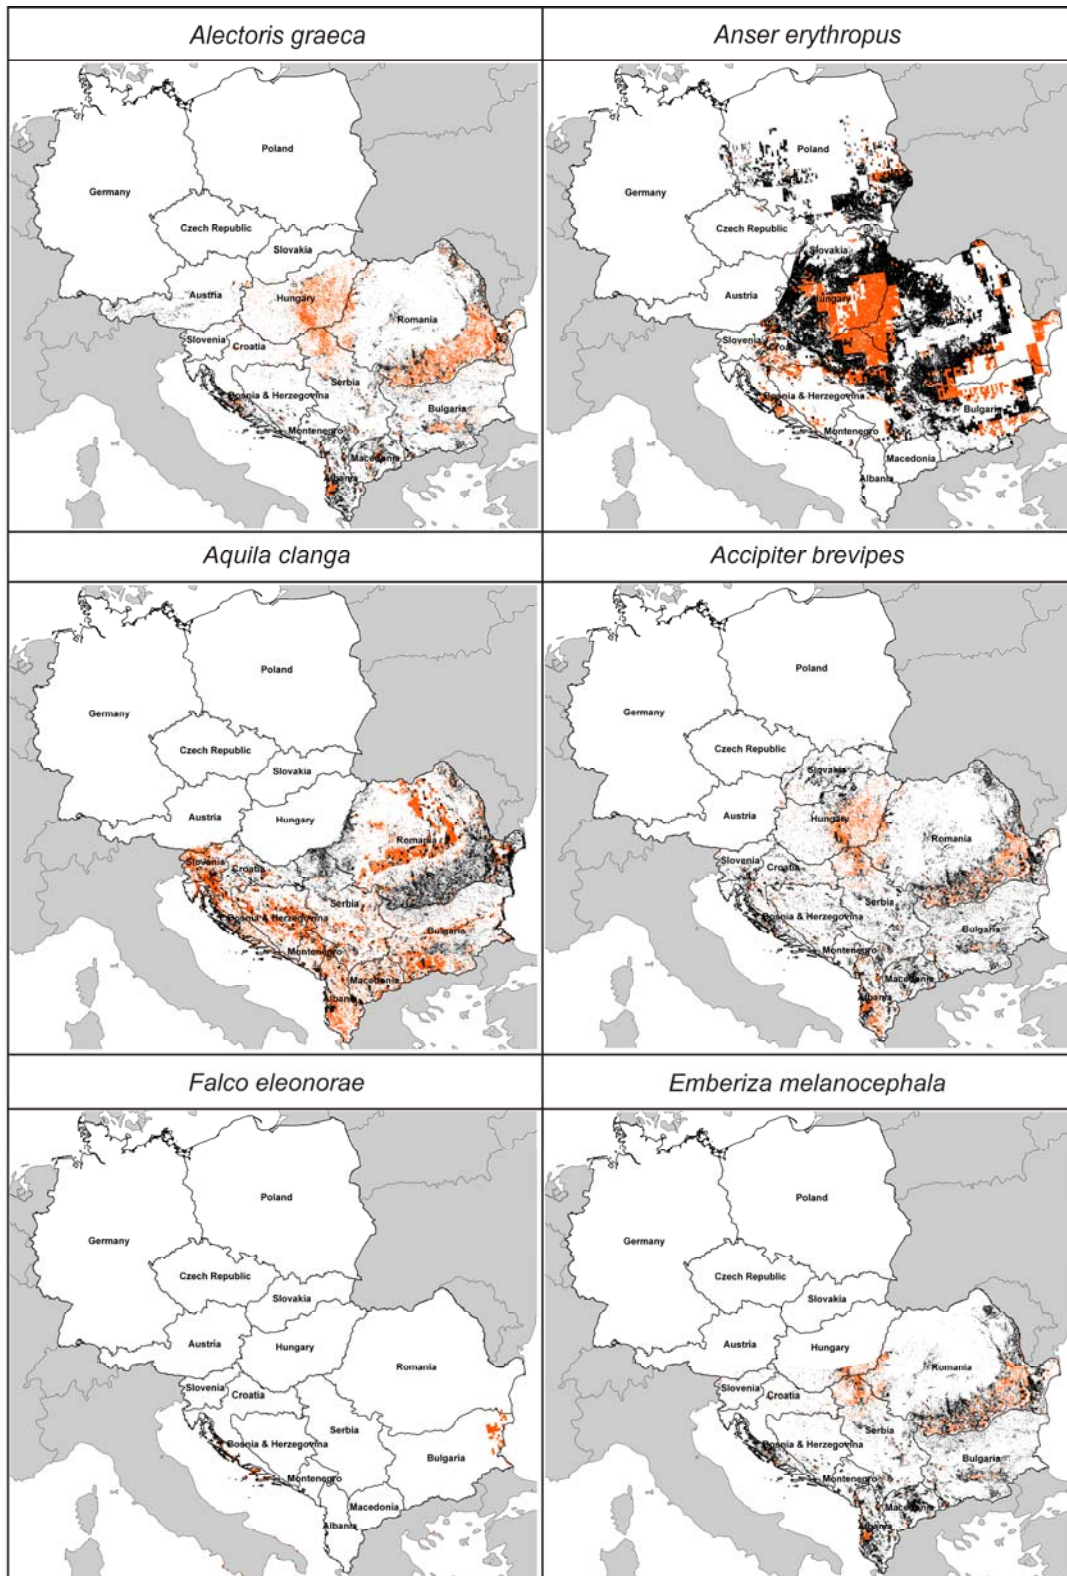 Alectoris graeca
Anser erythropus
Poland
Germany
Czech Republic
Slovakia
Austria
Hungary
Romania
Slovenia
Croatia
Bosnia & Herzegovina
Serbia
Bulgaria
Montenegro
Macedonia
Albania
Poland
Germany
Czech Republic
Slovakia
Austria
Hungary
Slovenia
Bosnia & Herzegovina
Bulgaria
Montenegro
Macedonia
Albania
Aquila clanga
Accipiter brevipes
Poland
Germany
Czech Republic
Slovakia
Austria
Hungary
Romania
Slovenia
Croatia
Serbia
Bosnia & Herzegovina
Bulgaria
Montenegro
Macedonia
Albania
Poland
Germany
Czech Republic
Slovakia
Austria
Hungary
Romania
Slovenia
Croatia
Serbia
Bosnia & Herzegovina
Bulgaria
Montenegro
Macedonia
Albania
Falco eleonorae
Emberiza melanocephala
Poland
Germany
Czech Republic
Slovakia
Austria
Hungary
Romania
Slovenia
Croatia
Serbia
Bosnia & Herzegovina
Bulgaria
Montenegro
Macedonia
Albania
Poland
Germany
Czech Republic
Slovakia
Austria
Hungary
Romania
Slovenia
Croatia
Serbia
Bosnia & Herzegovina
Bulgaria
Montenegro
Macedonia
Albania